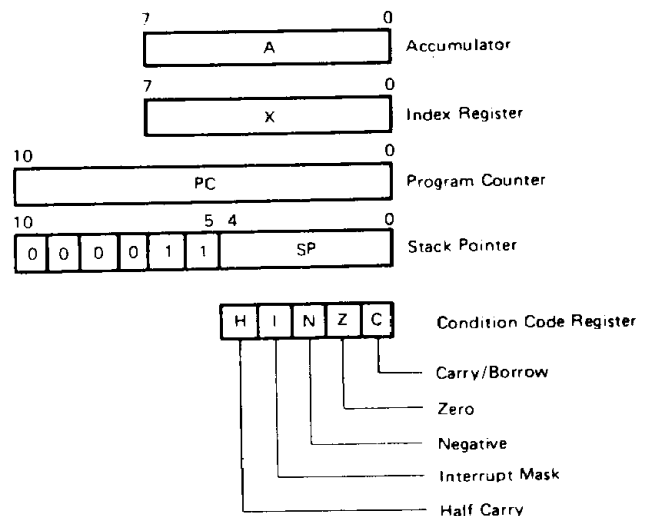 7 0
A Accumulator
7 0
X Index Register
10 0
PC Program Counter
10 5 4 0
0 0 0 0 1 1 SP Stack Pointer
H I N Z C Condition Code Register
Carry/Borrow
Zero
Negative
Interrupt Mask
Half Carry